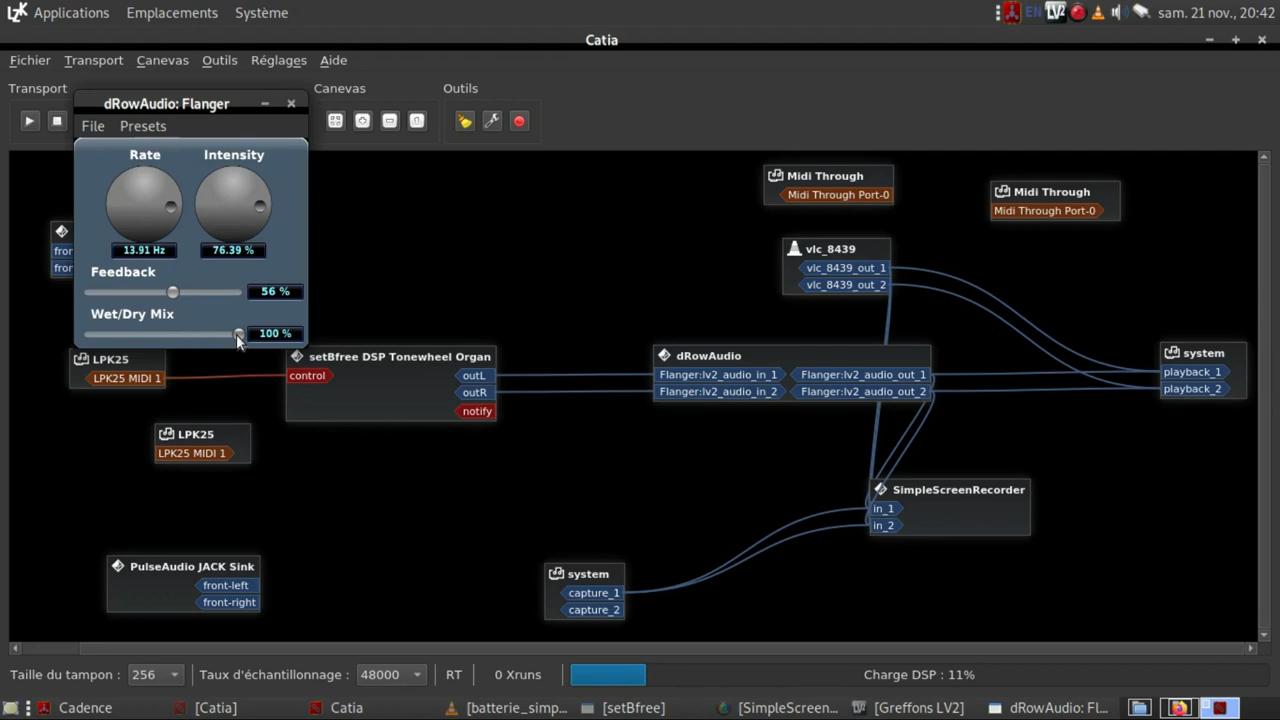 Applications Emplacements Système
EN LV2 sam. 21 nov., 20:42
Catia
Fichier Transport Canevas Outils Réglages Aide
Transport Canevas Outils
dRowAudio: Flanger
File Presets
Rate Intensity
13.91 Hz 76.39 %
Feedback
56 %
Wet/Dry Mix
100 %
Midi Through
Midi Through Port-0
Midi Through
Midi Through Port-0
vlc_8439
vlc_8439_out_1
vlc_8439_out_2
LPK25
LPK25 MIDI 1
setBfree DSP Tonewheel Organ
control outL
outR
notify
dRowAudio
Flanger:lv2_audio_in_1 Flanger:lv2_audio_out_1
Flanger:lv2_audio_in_2 Flanger:lv2_audio_out_2
system
playback_1
playback_2
LPK25
LPK25 MIDI 1
SimpleScreenRecorder
in_1
in_2
PulseAudio JACK Sink
front-left
front-right
system
capture_1
capture_2
Taille du tampon : 256 Taux d'échantillonnage : 48000 RT 0 Xruns Charge DSP : 11%
Cadence [Catia] Catia [batterie_simp... [setBfree] [SimpleScreen... [Greffons LV2] dRowAudio: Fl...